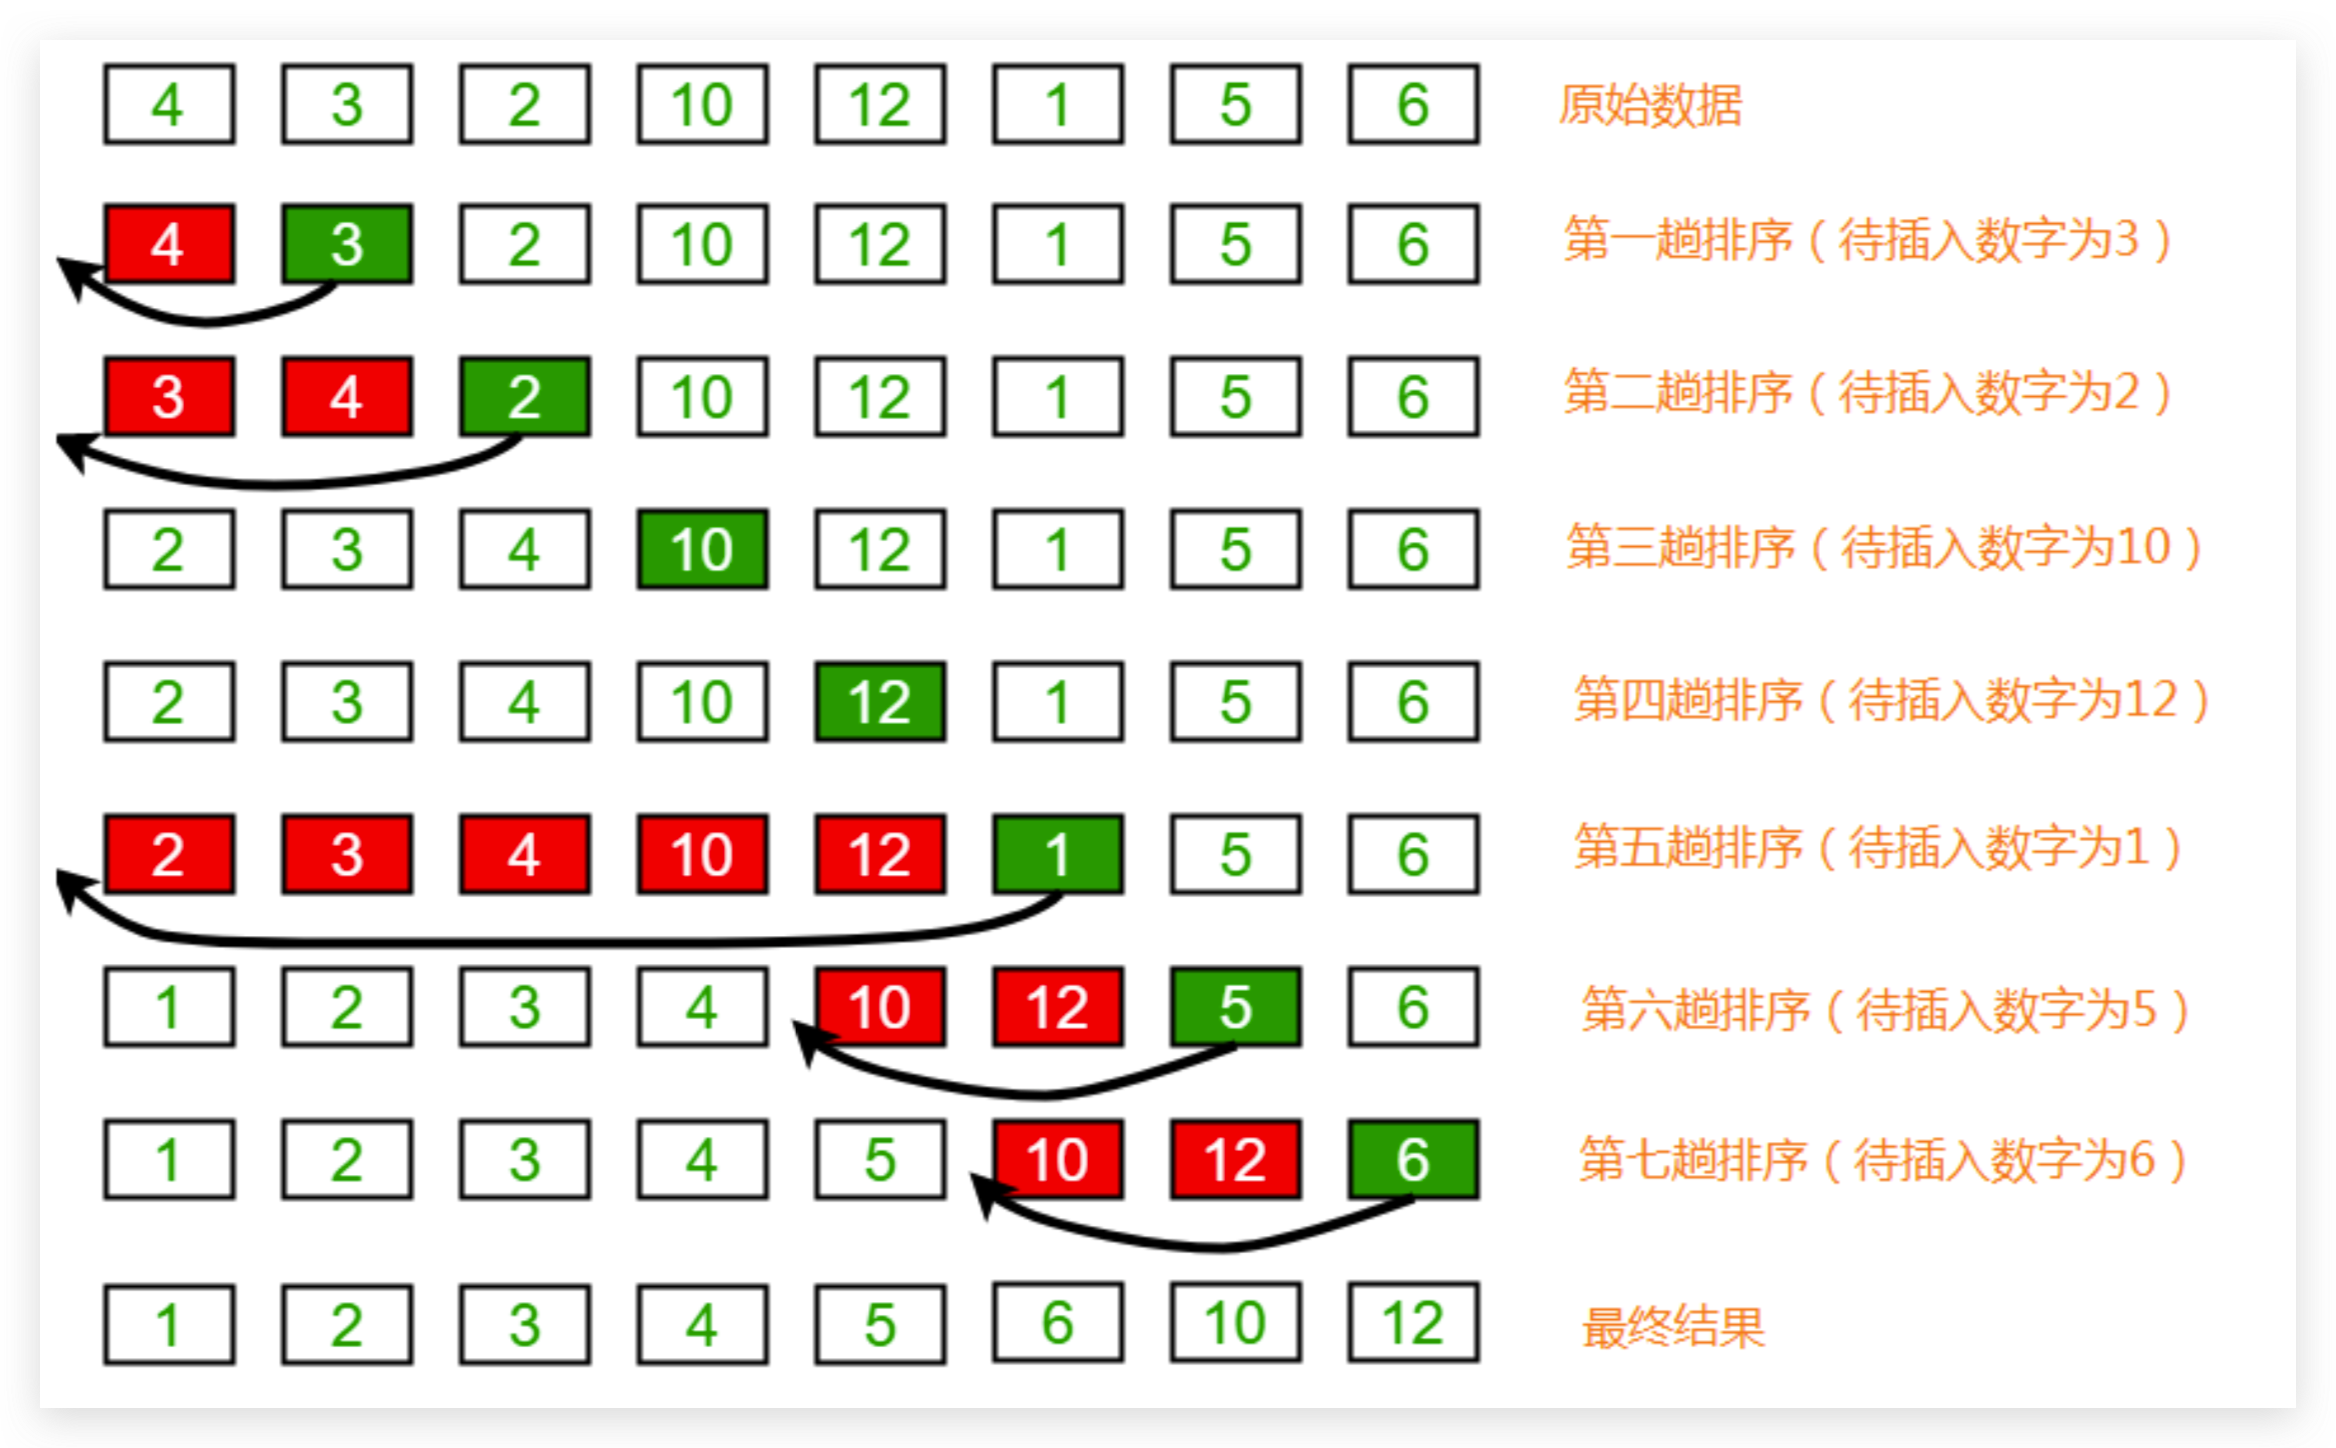 4 3 2 10 12 1 5 6 原始数据
4 3 2 10 12 1 5 6 第一趟排序（待插入数字为3）
3 4 2 10 12 1 5 6 第二趟排序（待插入数字为2）
2 3 4 10 12 1 5 6 第三趟排序（待插入数字为10）
2 3 4 10 12 1 5 6 第四趟排序（待插入数字为12）
2 3 4 10 12 1 5 6 第五趟排序（待插入数字为1）
1 2 3 4 10 12 5 6 第六趟排序（待插入数字为5）
1 2 3 4 5 10 12 6 第七趟排序（待插入数字为6）
1 2 3 4 5 6 10 12 最终结果